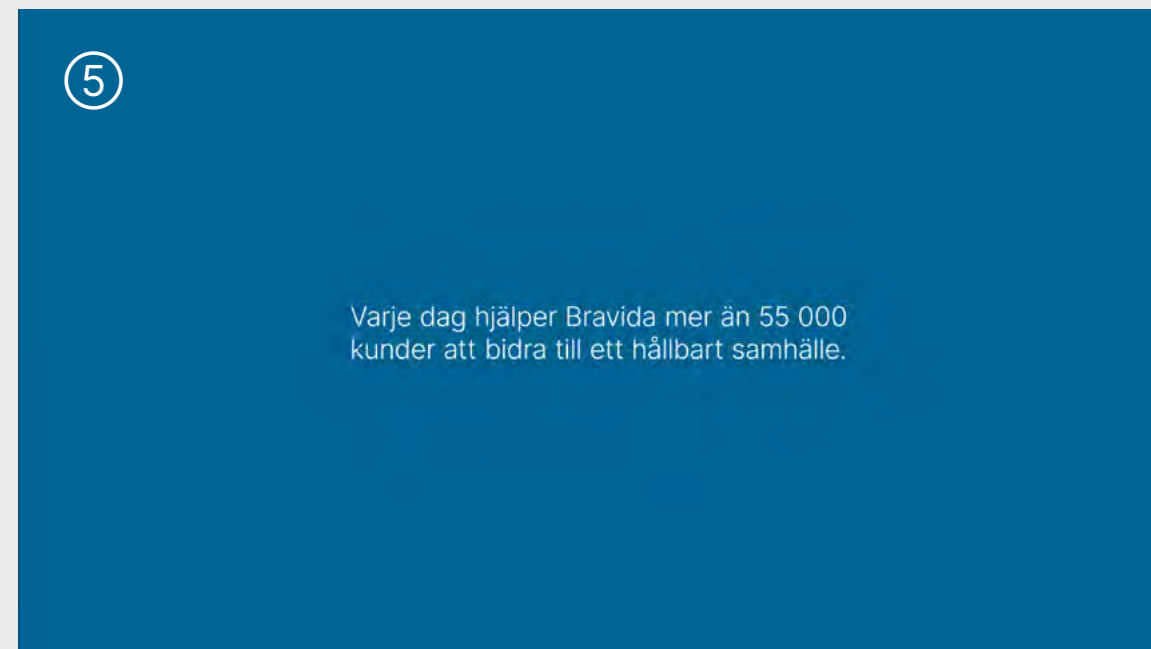 5
Varje dag hjälper Bravida mer än 55 000
kunder att bidra till ett hållbart samhälle.